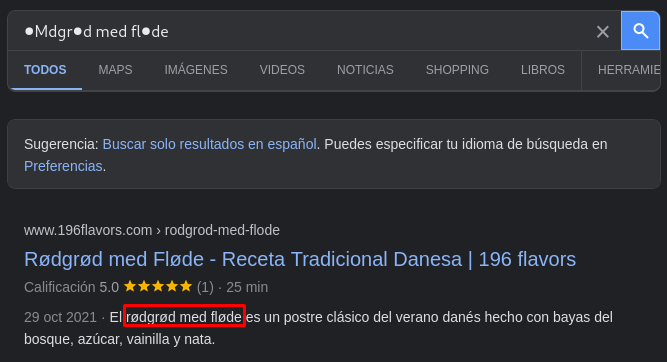 ●Mdgr●d med fl●de
TODOS MAPS IMÁGENES VIDEOS NOTICIAS SHOPPING LIBROS HERRAMIE
Sugerencia: Buscar solo resultados en español. Puedes especificar tu idioma de búsqueda en
Preferencias.
www.196flavors.com › rodgrod-med-flode
Rødgrød med Fløde - Receta Tradicional Danesa | 196 flavors
Calificación 5.0 ★★★★★ (1) · 25 min
29 oct 2021 · El rødgrød med fløde es un postre clásico del verano danés hecho con bayas del
bosque, azúcar, vainilla y nata.